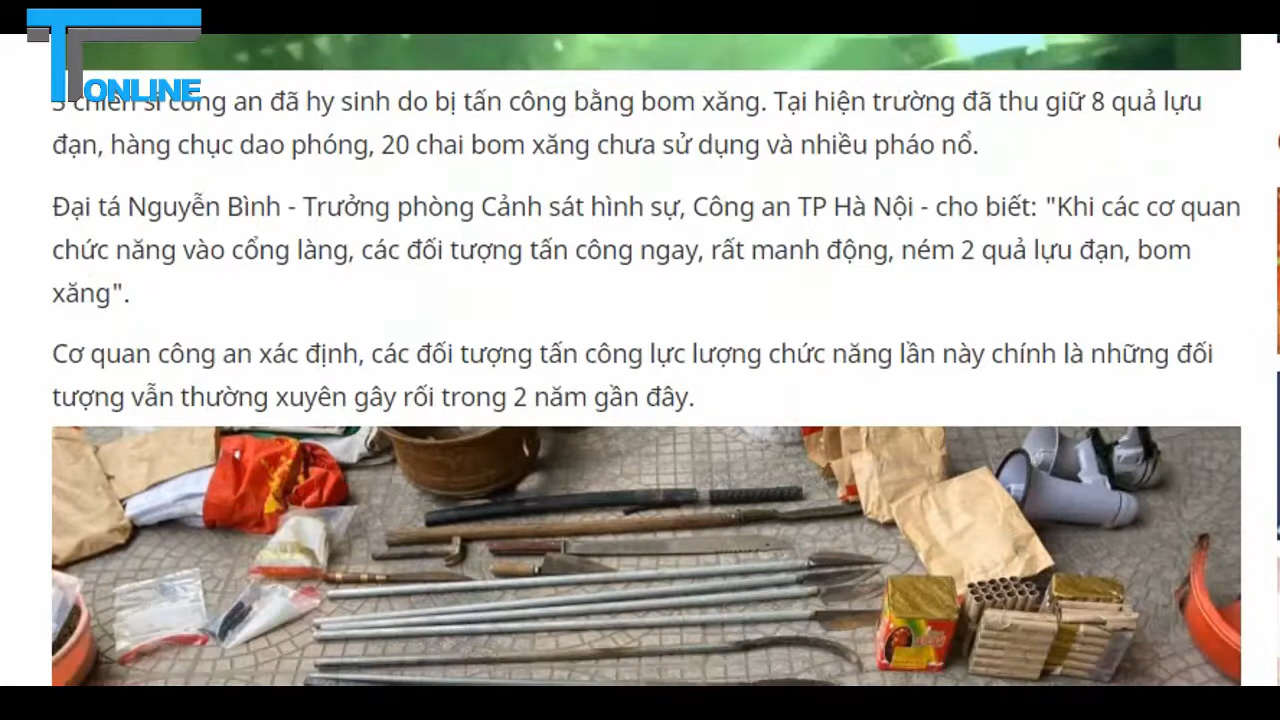 ONLINE
3 chiến sĩ công an đã hy sinh do bị tấn công bằng bom xăng. Tại hiện trường đã thu giữ 8 quả lựu
đạn, hàng chục dao phóng, 20 chai bom xăng chưa sử dụng và nhiều pháo nổ.
Đại tá Nguyễn Bình - Trưởng phòng Cảnh sát hình sự, Công an TP Hà Nội - cho biết: "Khi các cơ quan
chức năng vào cổng làng, các đối tượng tấn công ngay, rất manh động, ném 2 quả lựu đạn, bom
xăng".
Cơ quan công an xác định, các đối tượng tấn công lực lượng chức năng lần này chính là những đối
tượng vẫn thường xuyên gây rối trong 2 năm gần đây.